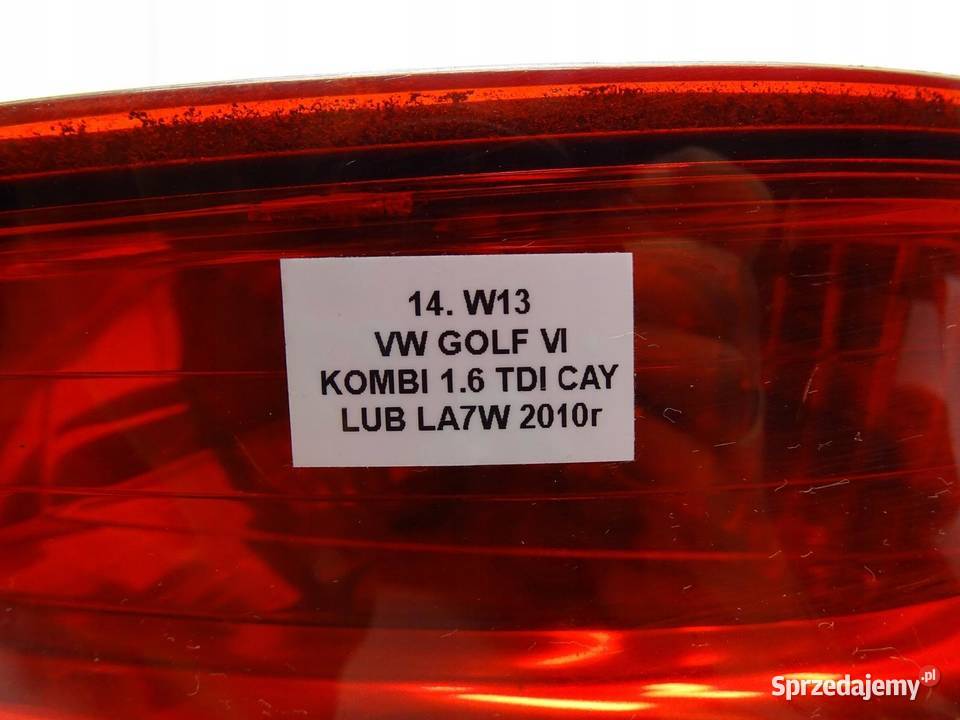 14. W13
VW GOLF VI
KOMBI 1.6 TDI CAY
LUB LA7W 2010r
Sprzedajemy.pl